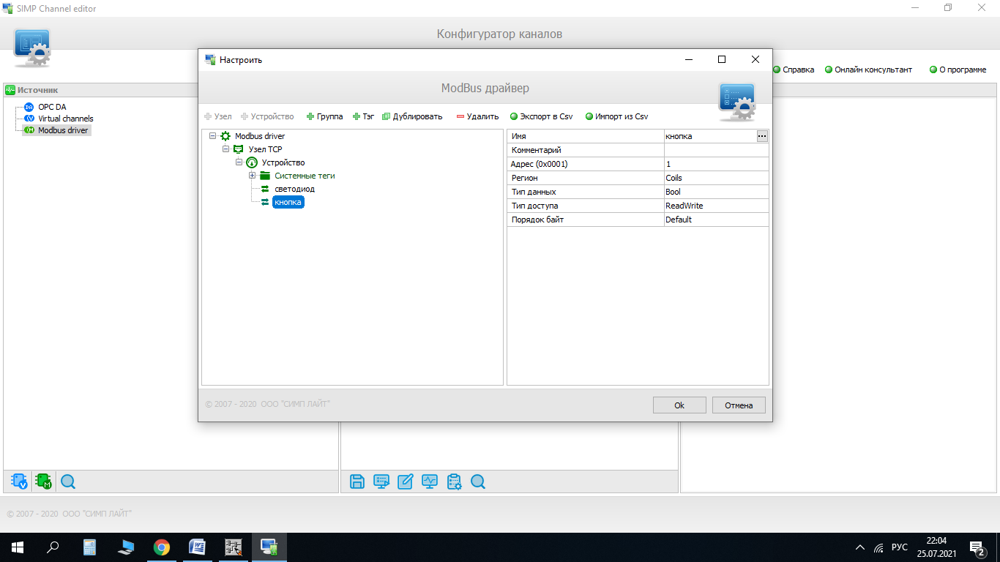 SIMP Channel editor
Конфигуратор каналов
Справка
Онлайн консультант
О программе
Источник
OPC DA
Virtual channels
Modbus driver
Настроить
ModBus драйвер
Узел
Устройство
Группа
Тэг
Дублировать
Удалить
Экспорт в Csv
Импорт из Csv
Modbus driver
Узел TCP
Устройство
Системные теги
светодиод
кнопка
Имя кнопка ...
Комментарий
Адрес (0x0001) 1
Регион Coils
Тип данных Bool
Тип доступа ReadWrite
Порядок байт Default
© 2007 - 2020 ООО "СИМП ЛАЙТ"
Ok
Отмена
© 2007 - 2020 ООО "СИМП ЛАЙТ"
РУС
22:04
25.07.2021
2